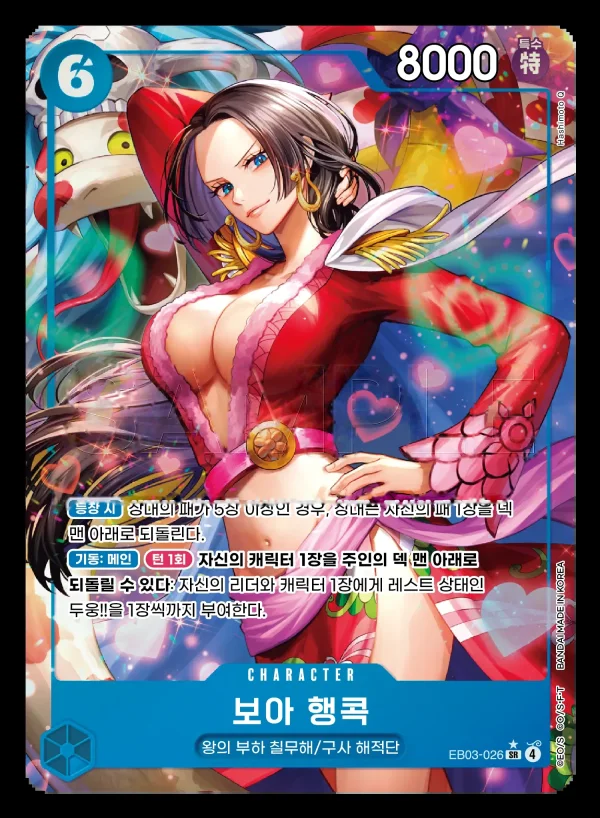 6
8000
특수
特
Hashimoto Q
SAMPLE
등장 시 상대의 패가 5장 이상인 경우, 상대는 자신의 패 1장을 덱
맨 아래로 되돌린다.
기동: 메인 턴 1회 자신의 캐릭터 1장을 주인의 덱 맨 아래로
되돌릴 수 있다: 자신의 리더와 캐릭터 1장에게 레스트 상태인
두웅!!을 1장씩까지 부여한다.
CHARACTER
보아 행콕
왕의 부하 칠무해/구사 해적단
EB03-026 SR 4
©EO/S ©O/S·F·T BANDAI MADE IN KOREA